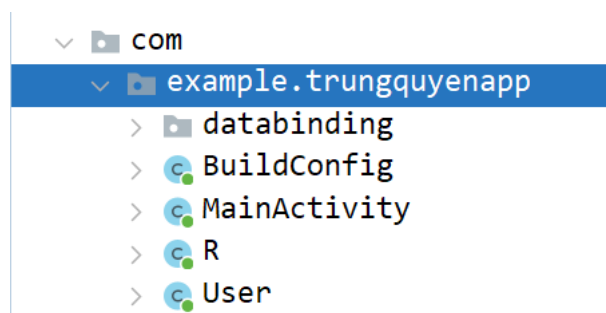 com
example.trungquyenapp
databinding
BuildConfig
MainActivity
R
User